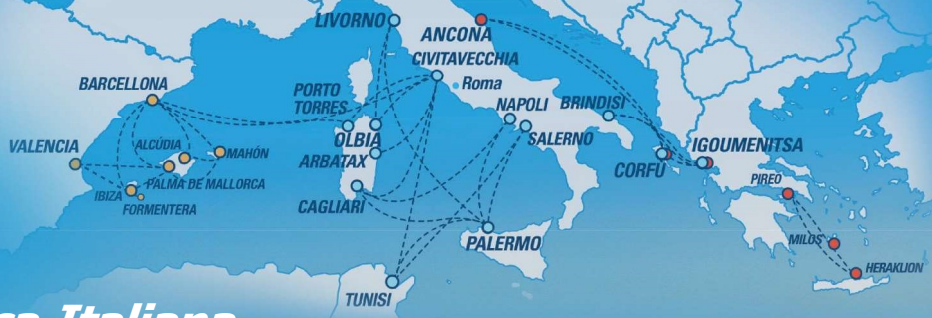 LIVORNO
ANCONA
CIVITAVECCHIA
Roma
BARCELLONA
PORTO
TORRES
NAPOLI
BRINDISI
OLBIA
SALERNO
VALENCIA
ALCÚDIA
MAHÓN
ARBATAX
CORFÙ
IGOUMENITSA
PIREO
PALMA DE MALLORCA
IBIZA
FORMENTERA
CAGLIARI
PALERMO
MILOS
HERAKLION
TUNISI
Italiana